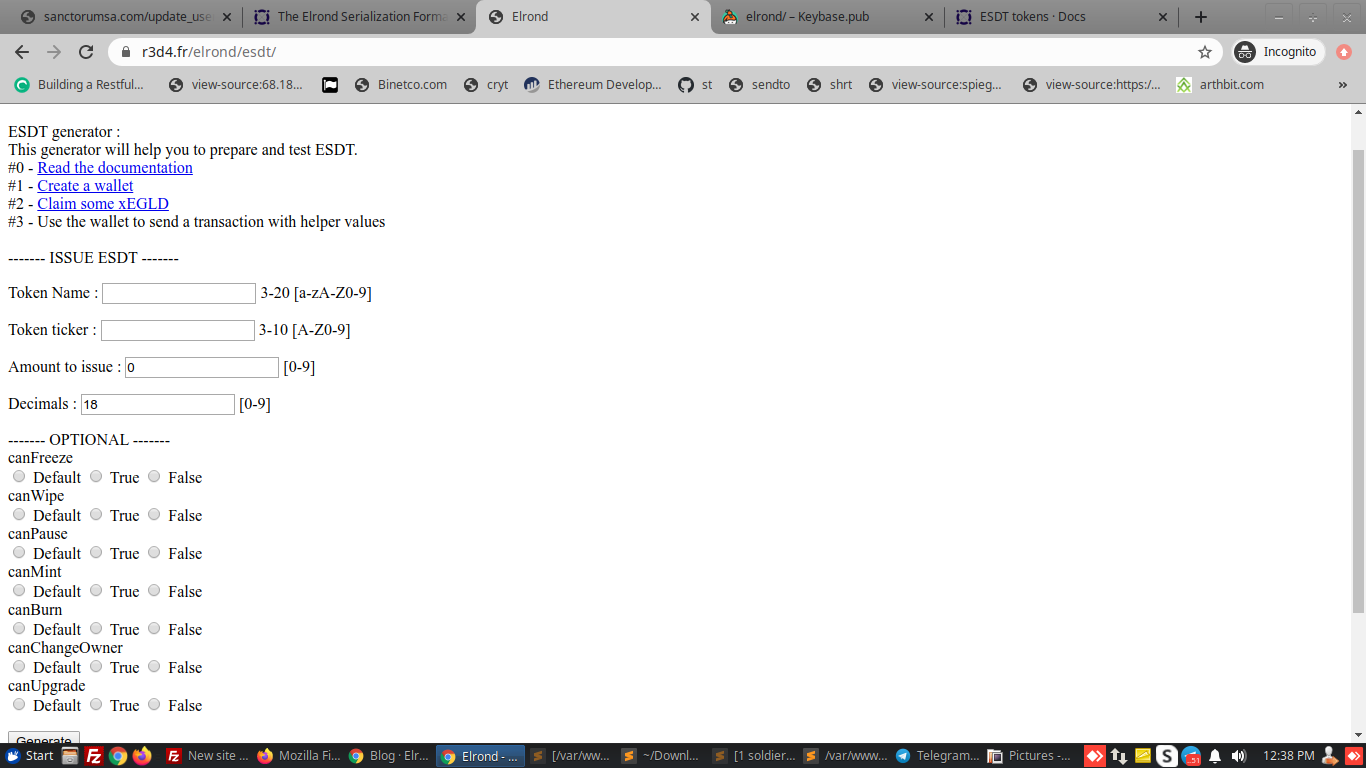 sanctorumsa.com/update_use
The Elrond Serialization Forma
Elrond
elrond/ – Keybase.pub
ESDT tokens · Docs
r3d4.fr/elrond/esdt/
Incognito
Building a Restful...
view-source:68.18...
Binetco.com
cryt
Ethereum Develop...
st
sendto
shrt
view-source:spieg...
view-source:https:/...
arthbit.com
»
ESDT generator :
This generator will help you to prepare and test ESDT.
#0 - Read the documentation
#1 - Create a wallet
#2 - Claim some xEGLD
#3 - Use the wallet to send a transaction with helper values
------- ISSUE ESDT -------
Token Name : 3-20 [a-zA-Z0-9]
Token ticker : 3-10 [A-Z0-9]
Amount to issue : 0 [0-9]
Decimals : 18 [0-9]
------- OPTIONAL -------
canFreeze
Default True False
canWipe
Default True False
canPause
Default True False
canMint
Default True False
canBurn
Default True False
canChangeOwner
Default True False
canUpgrade
Default True False
Generate
Start
New site ...
Mozilla Fi...
Blog · Elr...
Elrond - ...
[/var/ww...
~/Downl...
[1 soldier...
/var/www...
Telegram...
Pictures -...
51
12:38 PM